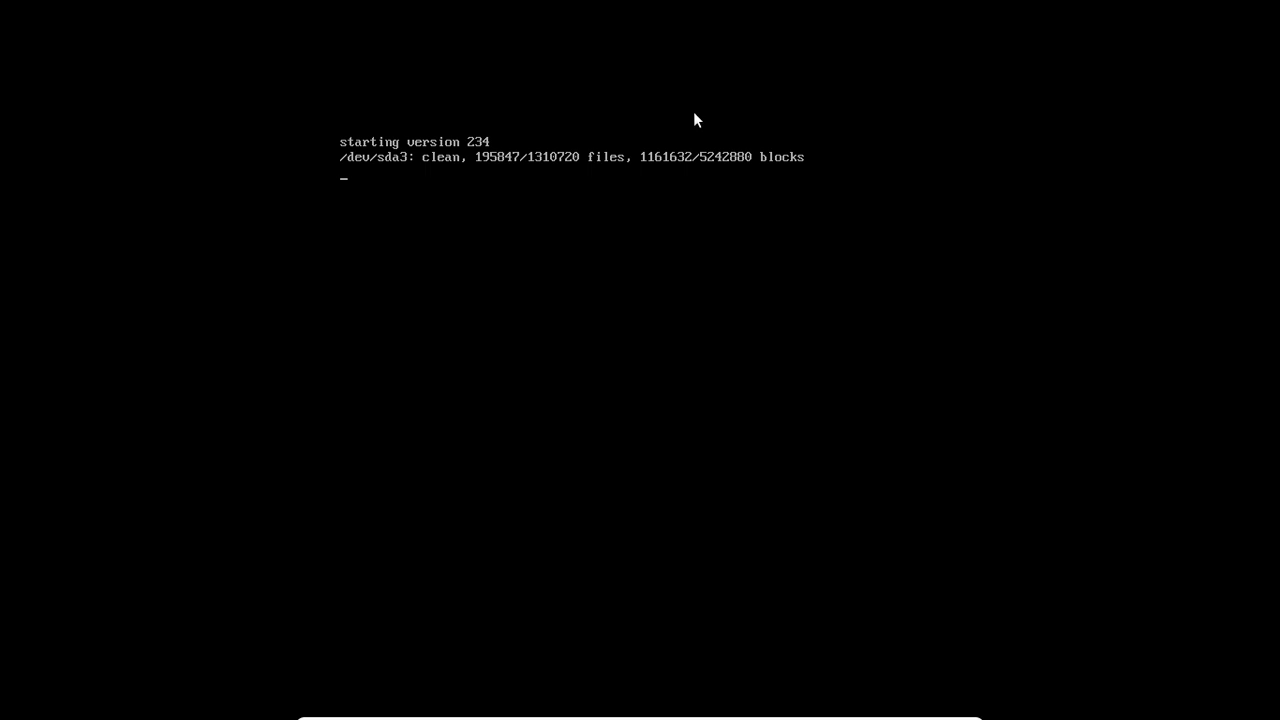 starting version 234
/dev/sda3: clean, 195847/1310720 files, 1161632/5242880 blocks
_